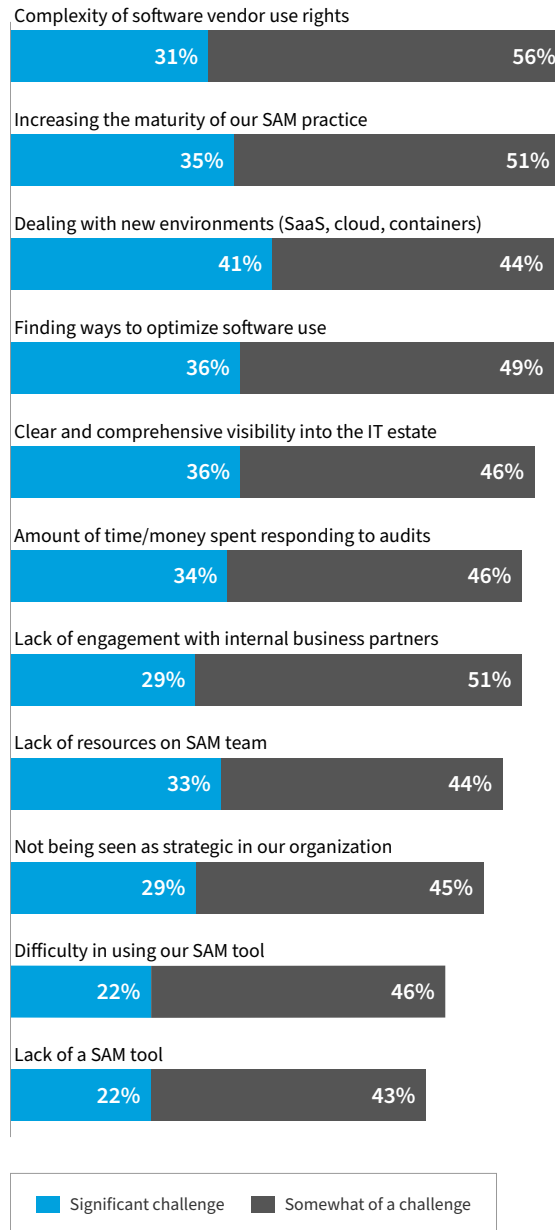 Complexity of software vendor use rights
31% 56%
Increasing the maturity of our SAM practice
35% 51%
Dealing with new environments (SaaS, cloud, containers)
41% 44%
Finding ways to optimize software use
36% 49%
Clear and comprehensive visibility into the IT estate
36% 46%
Amount of time/money spent responding to audits
34% 46%
Lack of engagement with internal business partners
29% 51%
Lack of resources on SAM team
33% 44%
Not being seen as strategic in our organization
29% 45%
Difficulty in using our SAM tool
22% 46%
Lack of a SAM tool
22% 43%
Significant challenge Somewhat of a challenge